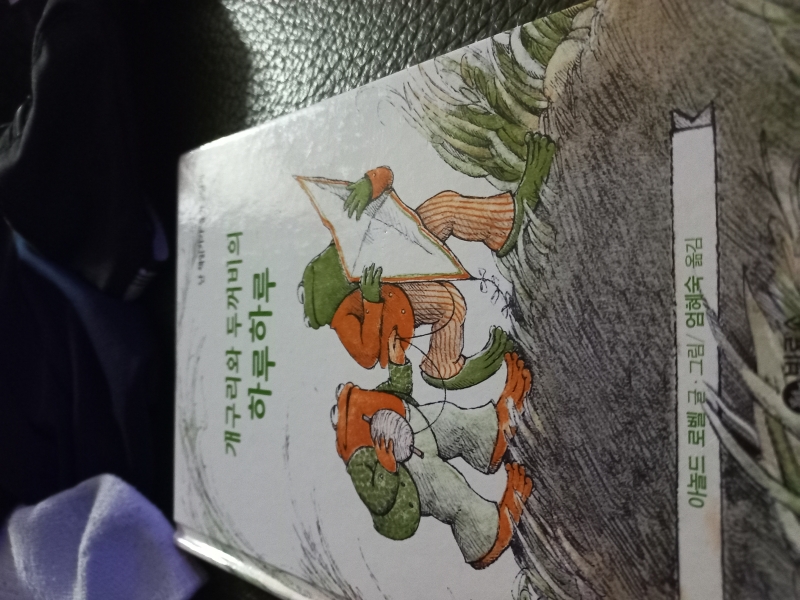 개구리와 두꺼비의
하루하루
아놀드 로벨 글·그림/엄혜숙 옮김